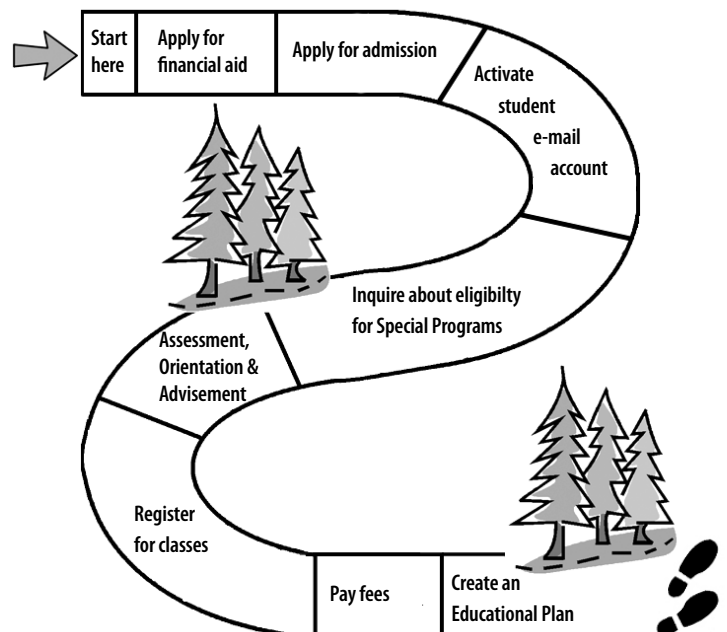 Start
here
Apply for
financial aid
Apply for admission
Activate
student
e-mail
account
Inquire about eligibilty
for Special Programs
Assessment,
Orientation &
Advisement
Register
for classes
Pay fees
Create an
Educational Plan